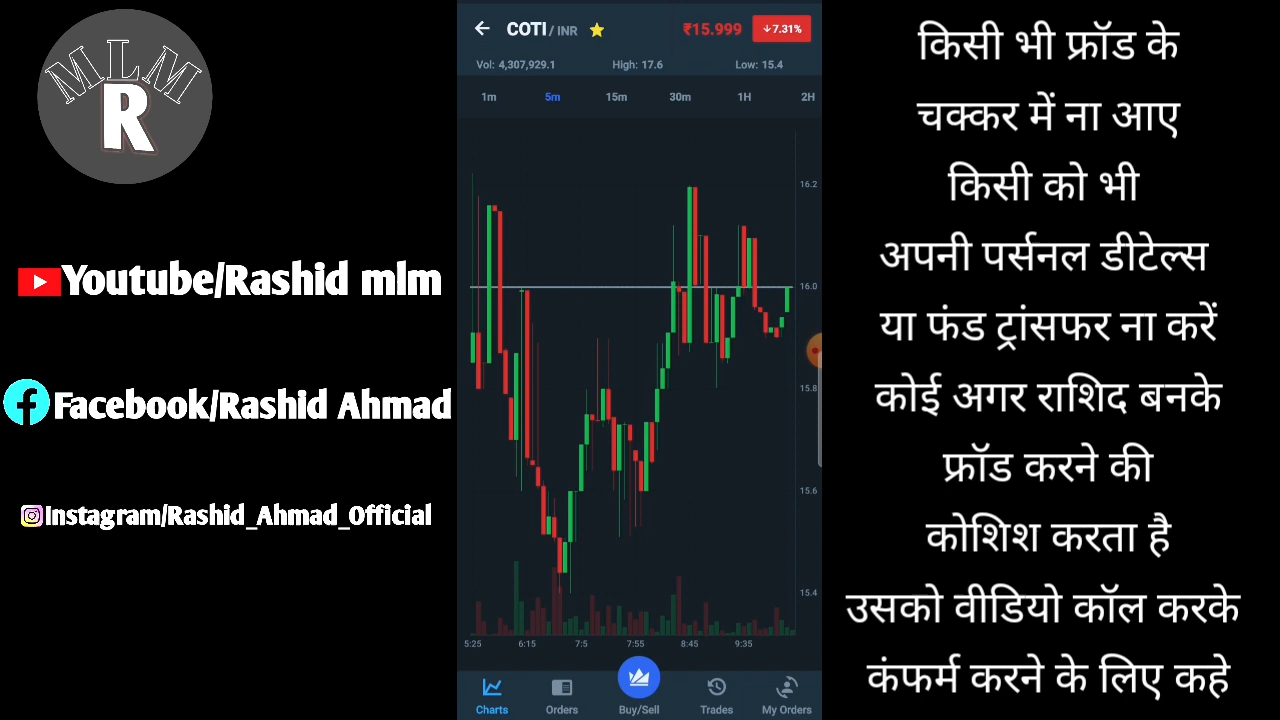 MLM
R
Youtube/Rashid mlm
Facebook/Rashid Ahmad
Instagram/Rashid_Ahmad_Official
COTI / INR ₹15.999 7.31%
Vol: 4,307,929.1 High: 17.6 Low: 15.4
1m 5m 15m 30m 1H 2H
16.2
16.0
15.8
15.6
15.4
5:25 6:15 7:5 7:55 8:45 9:35
Charts Orders Buy/Sell Trades My Orders
किसी भी फ्रॉड के
चक्कर में ना आए
किसी को भी
अपनी पर्सनल डीटेल्स
या फंड ट्रांसफर ना करें
कोई अगर राशिद बनके
फ्रॉड करने की
कोशिश करता है
उसको वीडियो कॉल करके
कंफर्म करने के लिए कहे